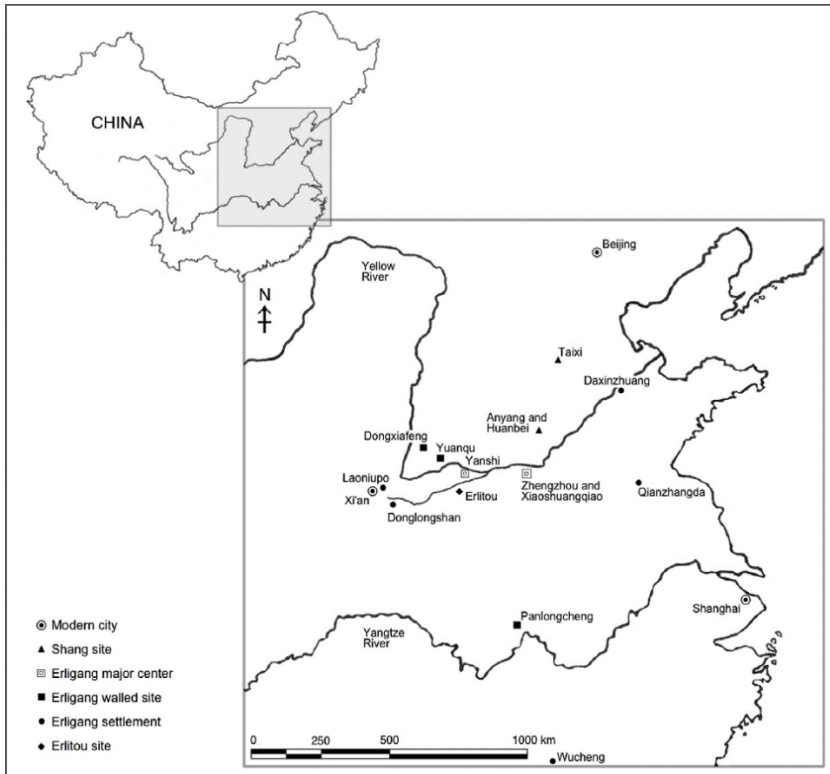 CHINA
Yellow
River
Beijing
N
Taixi
Daxinzhuang
Anyang and
Huanbei
Dongxiafeng
Yuanqu
Yanshi
Laoniupo
Zhengzhou and
Xiaoshuangqiao
Qianzhangda
Xi'an
Erlitou
Donglongshan
Shanghai
Panlongcheng
Yangtze
River
Modern city
Shang site
Erligang major center
Erligang walled site
Erligang settlement
Erlitou site
0 250 500 1000 km
Wucheng